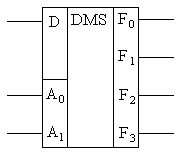 D DMS F₀
F₁
A₀ F₂
A₁ F₃